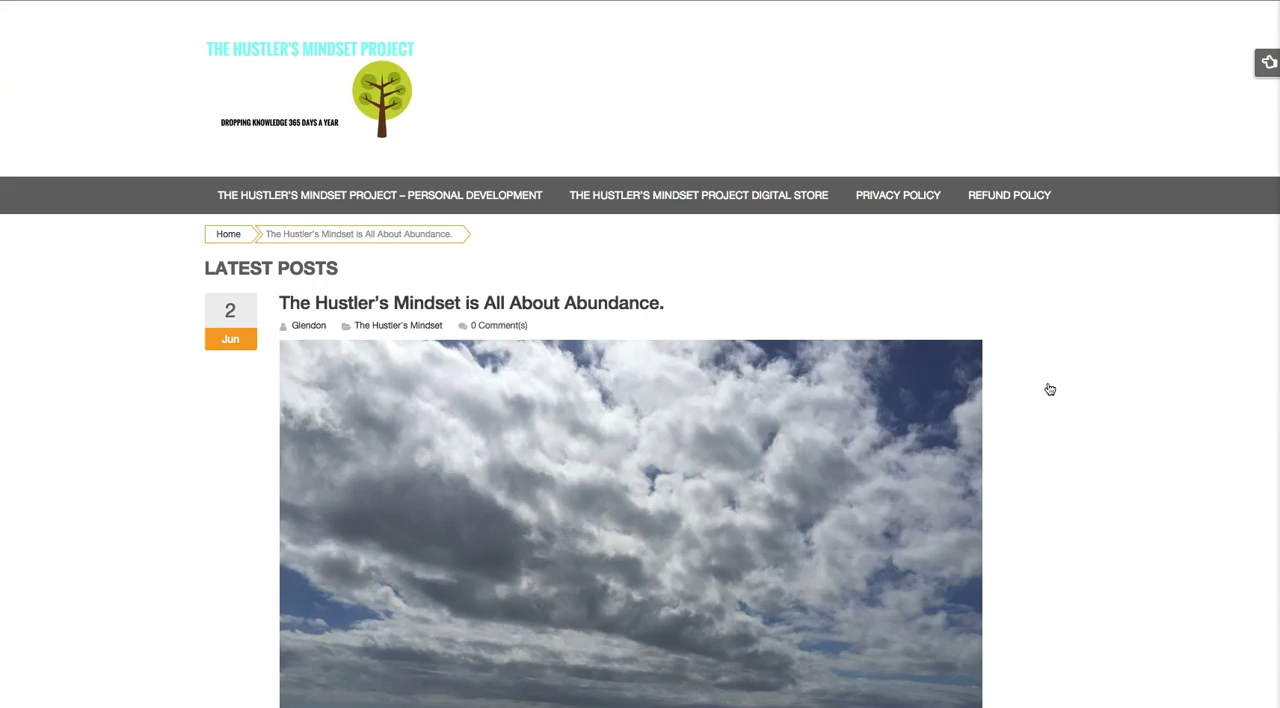 THE HUSTLER'S MINDSET PROJECT
DROPPING KNOWLEDGE 365 DAYS A YEAR
THE HUSTLER'S MINDSET PROJECT – PERSONAL DEVELOPMENT THE HUSTLER'S MINDSET PROJECT DIGITAL STORE PRIVACY POLICY REFUND POLICY
Home The Hustler's Mindset is All About Abundance.
LATEST POSTS
2
Jun
The Hustler's Mindset is All About Abundance.
Glendon The Hustler's Mindset 0 Comment(s)